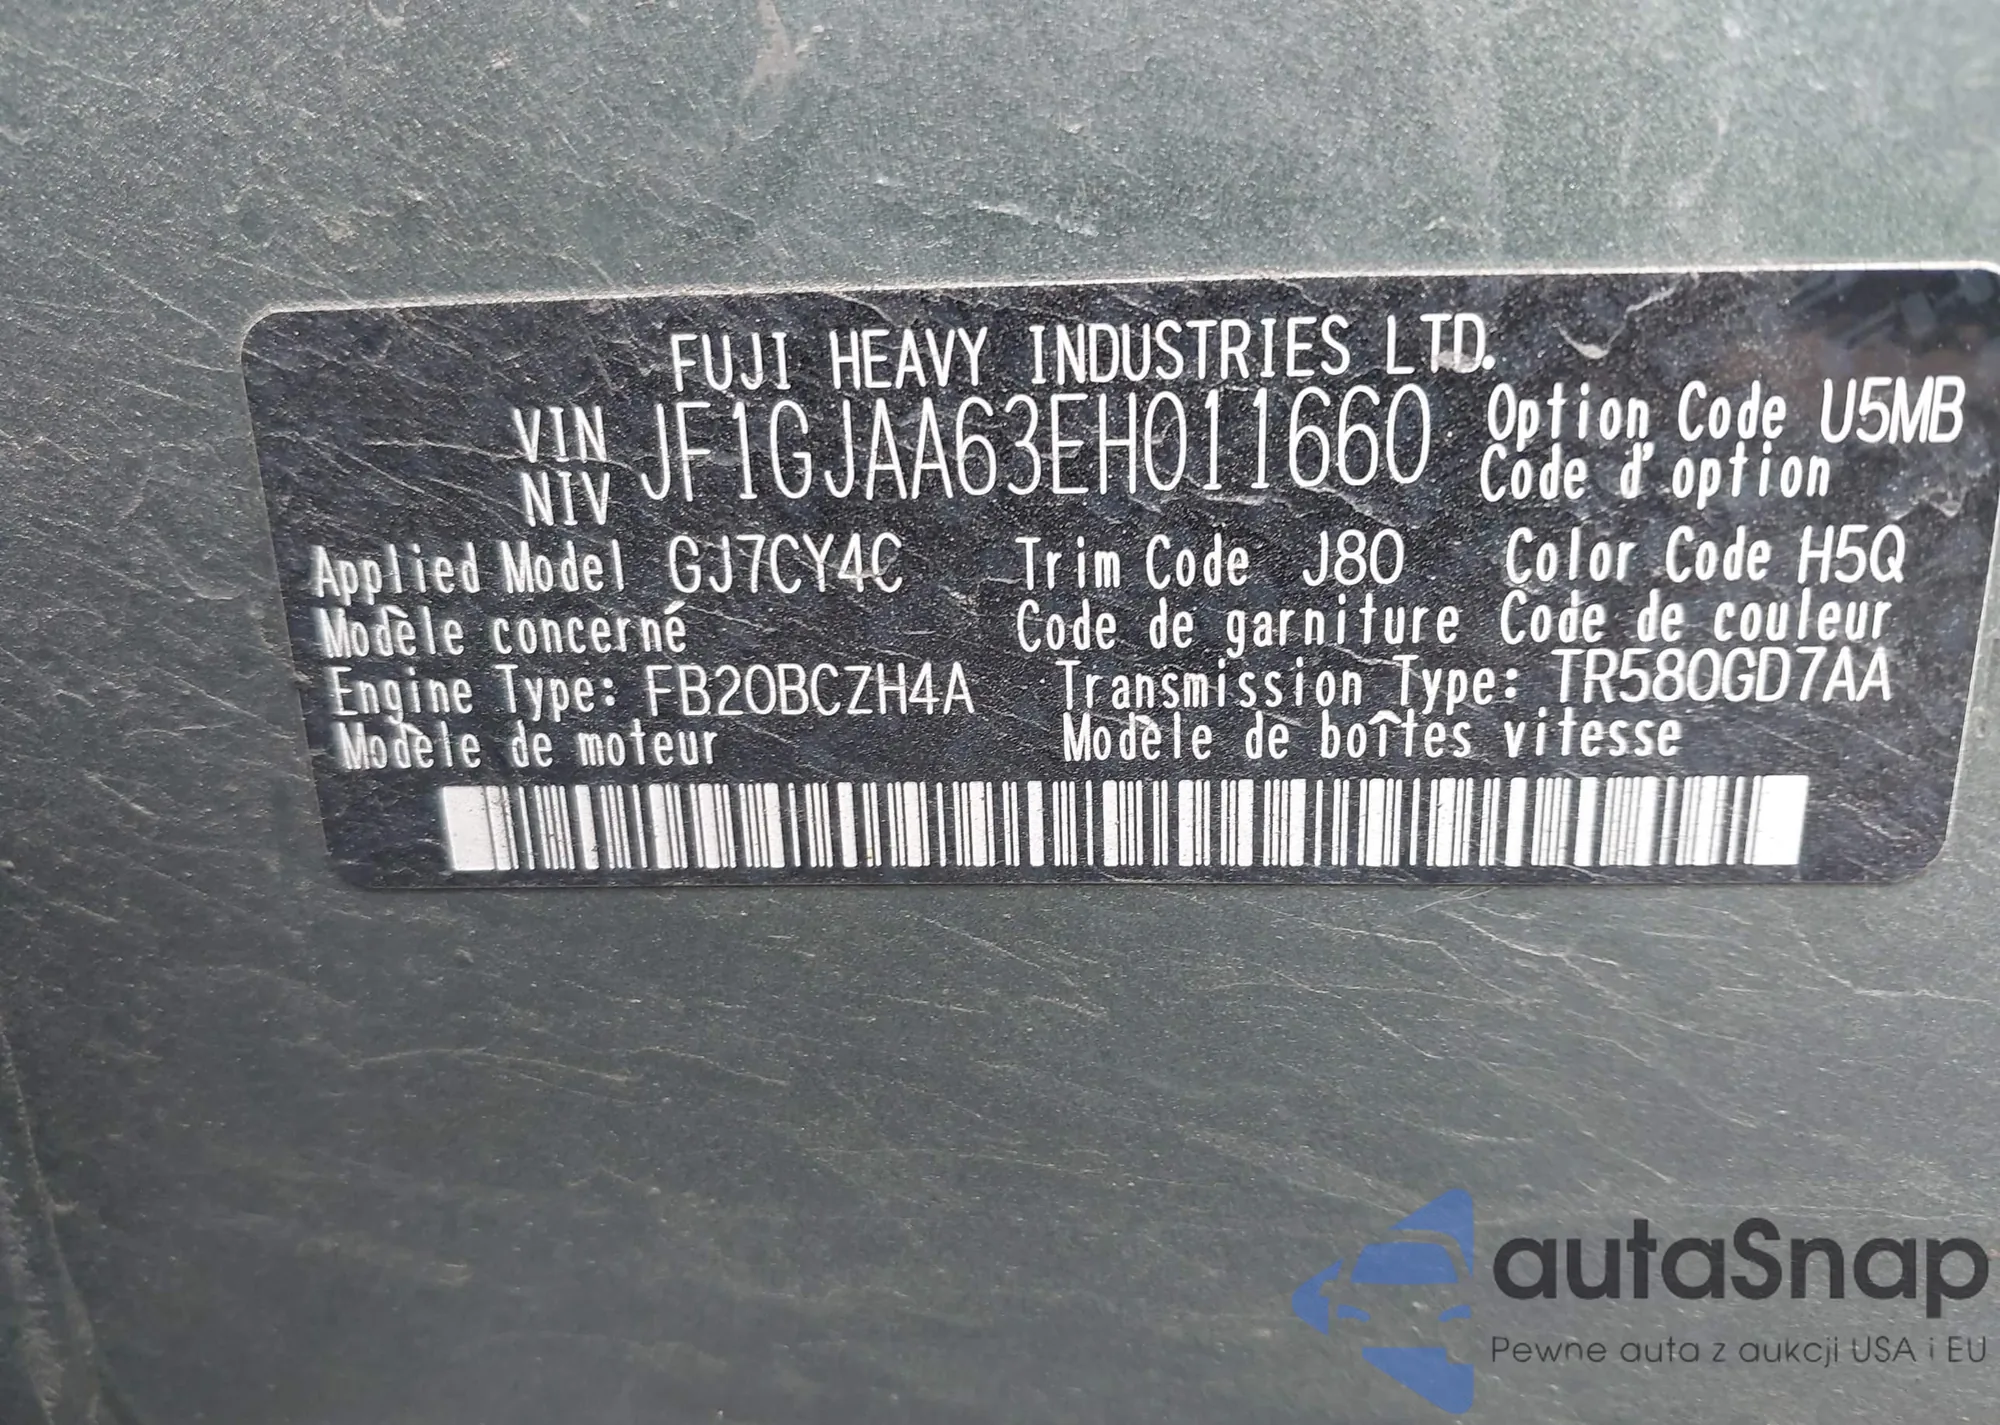 FUJI HEAVY INDUSTRIES LTD.
VIN JF1GJAA63EH011660 Option Code U5MB
NIV Code d'option
Applied Model GJ7CY4C Trim Code J80 Color Code H5Q
Modèle concerné Code de garniture Code de couleur
Engine Type: FB20BCZH4A Transmission Type: TR580GD7AA
Modèle de moteur Modèle de boîtes vitesse
autaSnap
Pewne auta z aukcji USA i EU